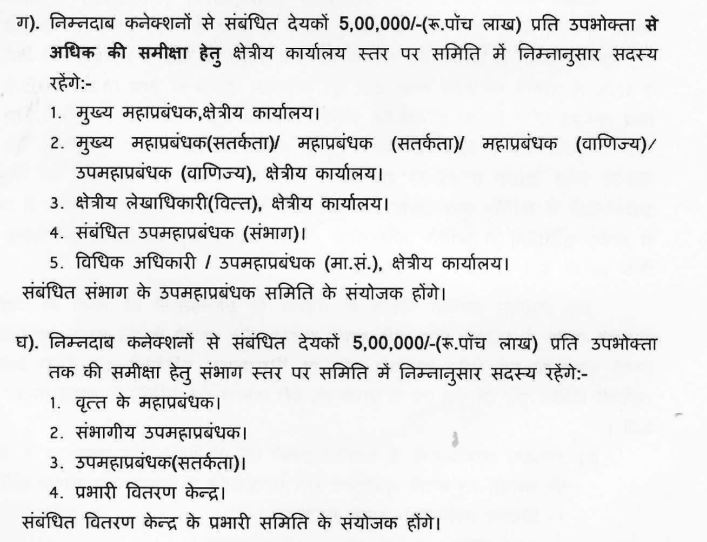 ग). निम्नदाब कनेक्शनों से संबंधित देयकों 5,00,000/-(रू.पॉच लाख) प्रति उपभोक्ता से
अधिक की समीक्षा हेतु क्षेत्रीय कार्यालय स्तर पर समिति में निम्नानुसार सदस्य
रहेंगे:-
1. मुख्य महाप्रबंधक,क्षेत्रीय कार्यालय।
2. मुख्य महाप्रबंधक(सतर्कता)/ महाप्रबंधक (सतर्कता)/ महाप्रबंधक (वाणिज्य)/
उपमहाप्रबंधक (वाणिज्य), क्षेत्रीय कार्यालय।
3. क्षेत्रीय लेखाधिकारी(वित्त), क्षेत्रीय कार्यालय।
4. संबंधित उपमहाप्रबंधक (संभाग)।
5. विधिक अधिकारी / उपमहाप्रबंधक (मा.सं.), क्षेत्रीय कार्यालय।
संबंधित संभाग के उपमहाप्रबंधक समिति के संयोजक होंगे।
घ). निम्नदाब कनेक्शनों से संबंधित देयकों 5,00,000/-(रू.पॉच लाख) प्रति उपभोक्ता
तक की समीक्षा हेतु संभाग स्तर पर समिति में निम्नानुसार सदस्य रहेंगे:-
1. वृत्त के महाप्रबंधक।
2. संभागीय उपमहाप्रबंधक।
3. उपमहाप्रबंधक(सतर्कता)।
4. प्रभारी वितरण केन्द्र।
संबंधित वितरण केन्द्र के प्रभारी समिति के संयोजक होंगे।